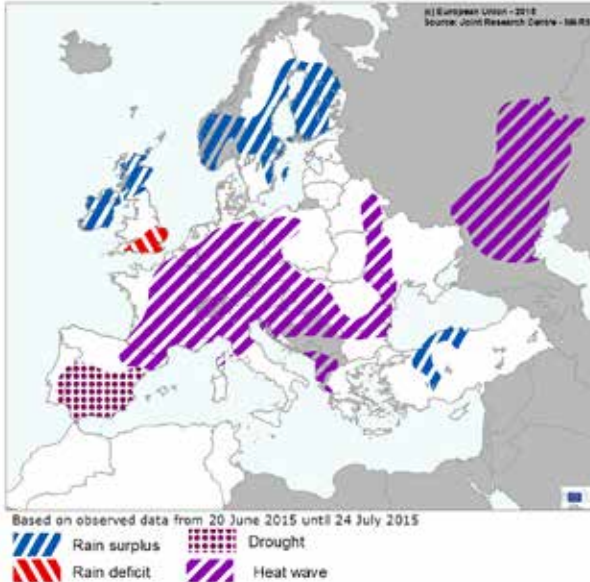 (c) European Union - 2015
Source: Joint Research Centre - MARS
Based on observed data from 20 June 2015 until 24 July 2015
Rain surplus
Drought
Rain deficit
Heat wave